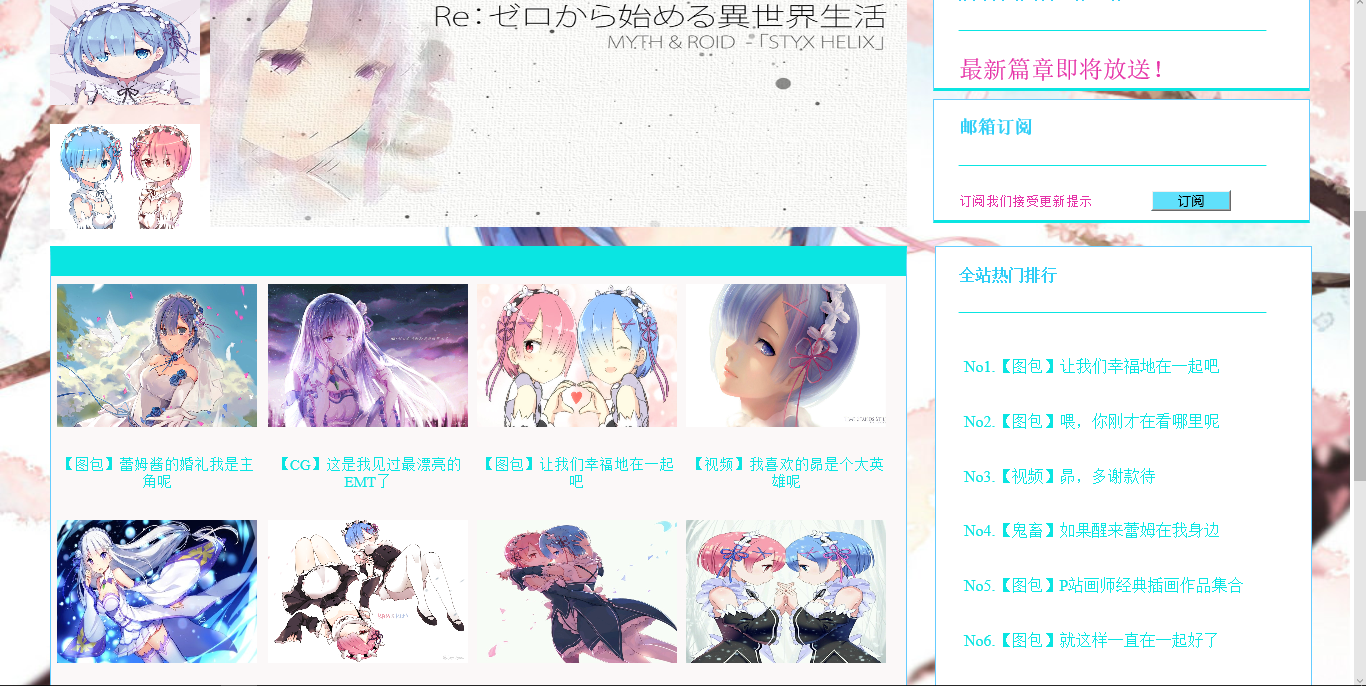 Re:ゼロから始める異世界生活
MYTH & ROID -「STYX HELIX」
最新篇章即将放送！
邮箱订阅
订阅我们接受更新提示
订阅
全站热门排行
【图包】蕾姆酱的婚礼我是主
角呢
【CG】这是我见过最漂亮的
EMT了
【图包】让我们幸福地在一起
吧
【视频】我喜欢的昴是个大英
雄呢
No1.【图包】让我们幸福地在一起吧
No2.【图包】喂，你刚才在看哪里呢
No3.【视频】昴，多谢款待
No4.【鬼畜】如果醒来蕾姆在我身边
No5.【图包】P站画师经典插画作品集合
No6.【图包】就这样一直在一起好了